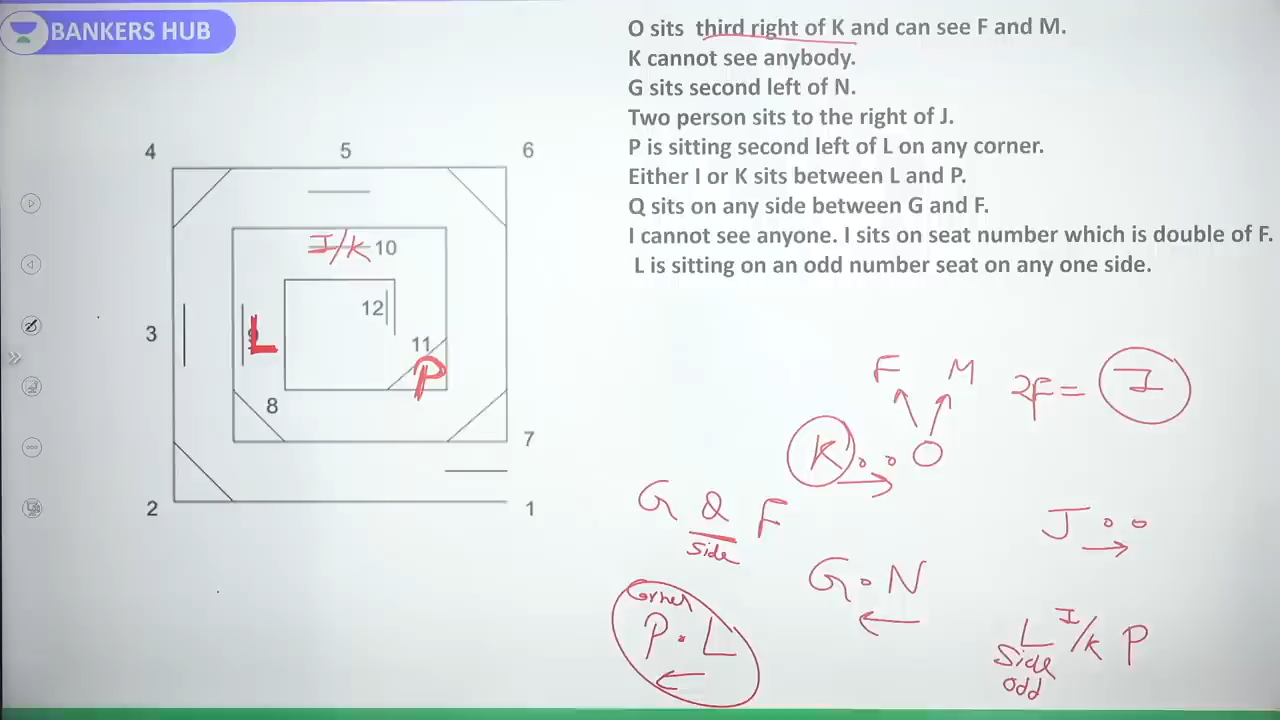 BANKERS HUB
O sits third right of K and can see F and M.
K cannot see anybody.
G sits second left of N.
Two person sits to the right of J.
P is sitting second left of L on any corner.
Either I or K sits between L and P.
Q sits on any side between G and F.
I cannot see anyone. I sits on seat number which is double of F.
L is sitting on an odd number seat on any one side.
4 5 6
I/K 10
3 L 12
11
P
8
7
2 1
F M 2F = I
K O
G Q F
side
J
G N
Corner
P . L
L I/K P
Side
odd